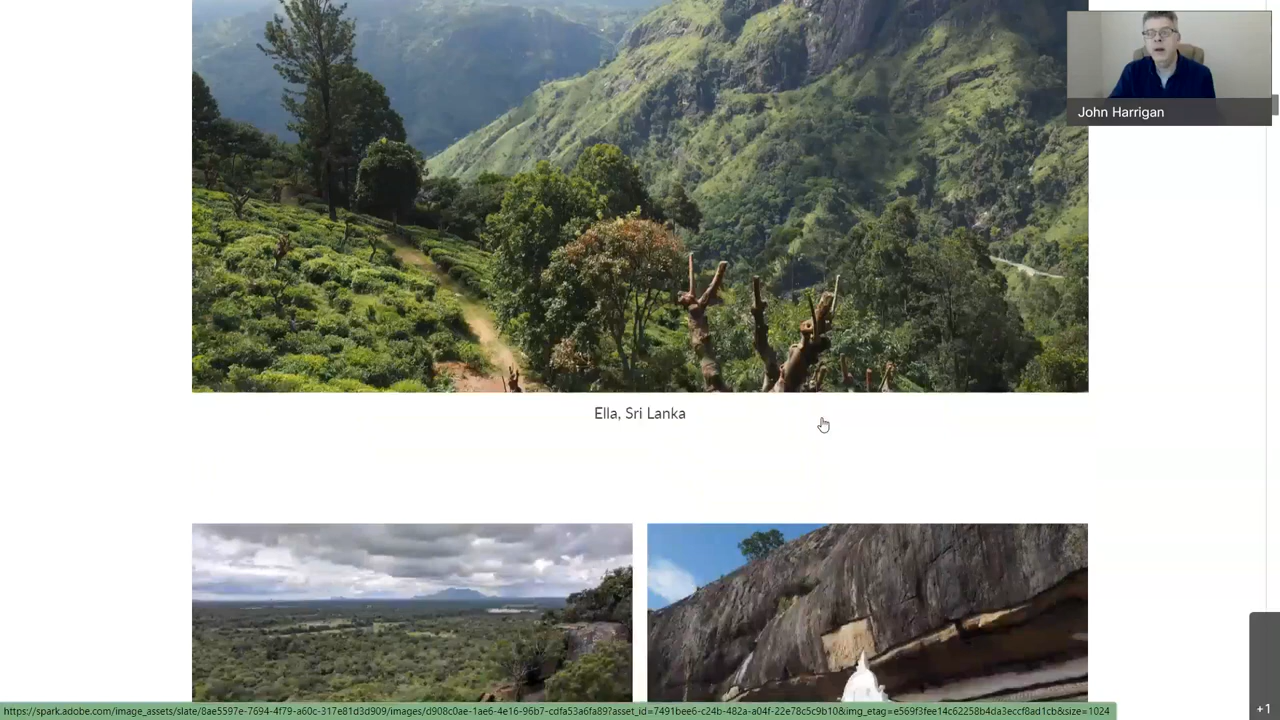 John Harrigan
Ella, Sri Lanka
https://spark.adobe.com/image_assets/slate/8ae5597e-7694-4f79-a60c-317e81d3d909/images/d908c0ae-1ae6-4e16-96b7-cdfa53a6fa89?asset_id=7491bee6-c24b-482a-a04f-22e78c5c9b10&img_etag=e569f3fee14c62258b4da3eccf8ad1cb&size=1024
+1